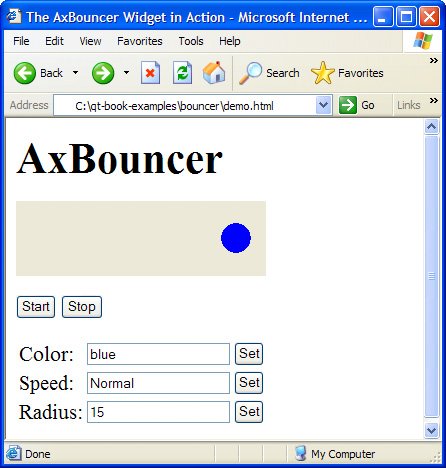 The AxBouncer Widget in Action - Microsoft Internet ...
File Edit View Favorites Tools Help
Back Search Favorites »
Address C:\qt-book-examples\bouncer\demo.html Go Links »
AxBouncer
Start Stop
Color: blue Set
Speed: Normal Set
Radius: 15 Set
Done My Computer